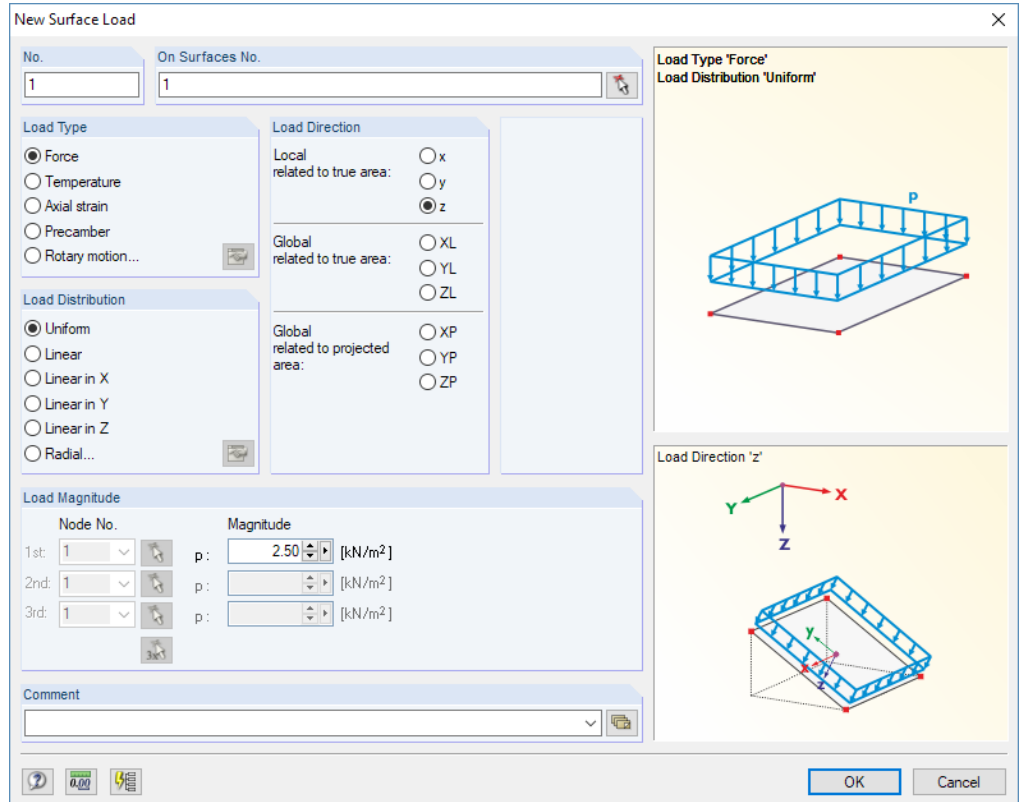 New Surface Load
No.
On Surfaces No.
1
1
Load Type
Force
Temperature
Axial strain
Precamber
Rotary motion...
Load Direction
Local
related to true area:
x
y
z
Global
related to true area:
XL
YL
ZL
Global
related to projected
area:
XP
YP
ZP
Load Distribution
Uniform
Linear
Linear in X
Linear in Y
Linear in Z
Radial...
Load Magnitude
Node No.
Magnitude
1st: 1 p: 2.50 [kN/m²]
2nd: 1 p: [kN/m²]
3rd: 1 p: [kN/m²]
3x
Comment
0.00
OK
Cancel
Load Type 'Force'
Load Distribution 'Uniform'
P
Load Direction 'z'
Y
X
Z
y
x
z